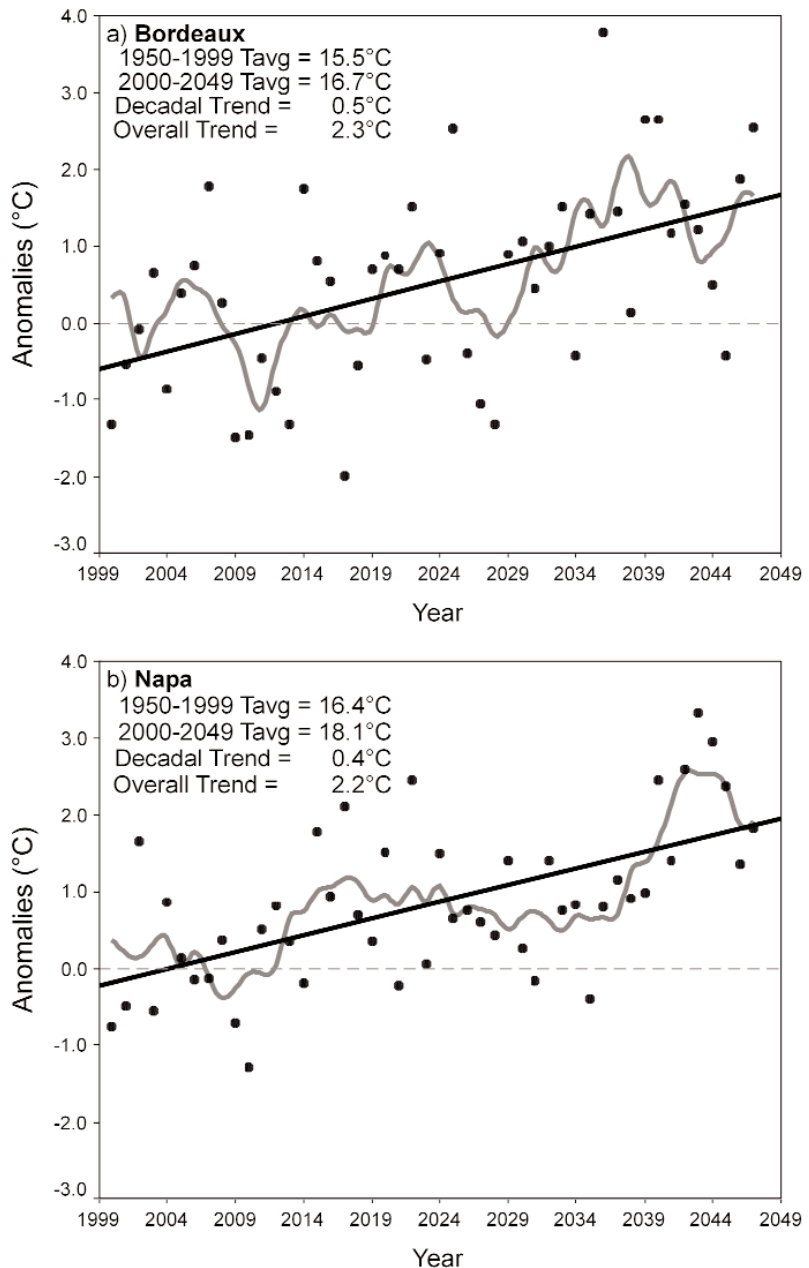 a) Bordeaux
1950-1999 Tavg = 15.5°C
2000-2049 Tavg = 16.7°C
Decadal Trend = 0.5°C
Overall Trend = 2.3°C
4.0
3.0
2.0
1.0
0.0
-1.0
-2.0
-3.0
Anomalies (°C)
1999 2004 2009 2014 2019 2024 2029 2034 2039 2044 2049
Year
b) Napa
1950-1999 Tavg = 16.4°C
2000-2049 Tavg = 18.1°C
Decadal Trend = 0.4°C
Overall Trend = 2.2°C
4.0
3.0
2.0
1.0
0.0
-1.0
-2.0
-3.0
Anomalies (°C)
1999 2004 2009 2014 2019 2024 2029 2034 2039 2044 2049
Year